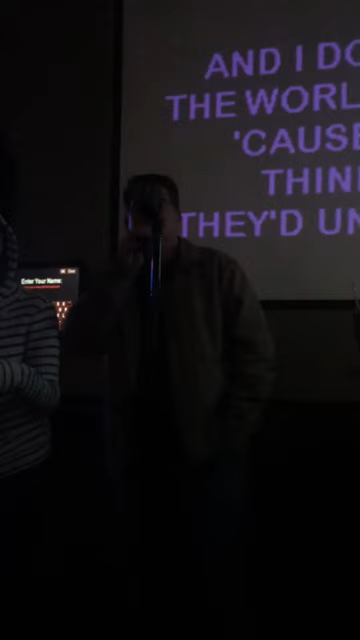 AND I DO
THE WORL
'CAUSE
THIN
THEY'D UN
Enter Your Name: